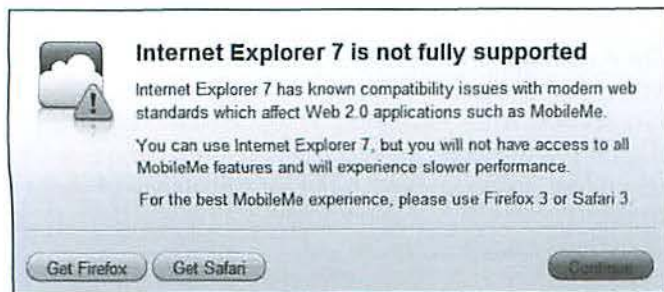 Internet Explorer 7 is not fully supported
Internet Explorer 7 has known compatibility issues with modern web
standards which affect Web 2.0 applications such as MobileMe.
You can use Internet Explorer 7, but you will not have access to all
MobileMe features and will experience slower performance.
For the best MobileMe experience, please use Firefox 3 or Safari 3.
Get Firefox
Get Safari
Continue